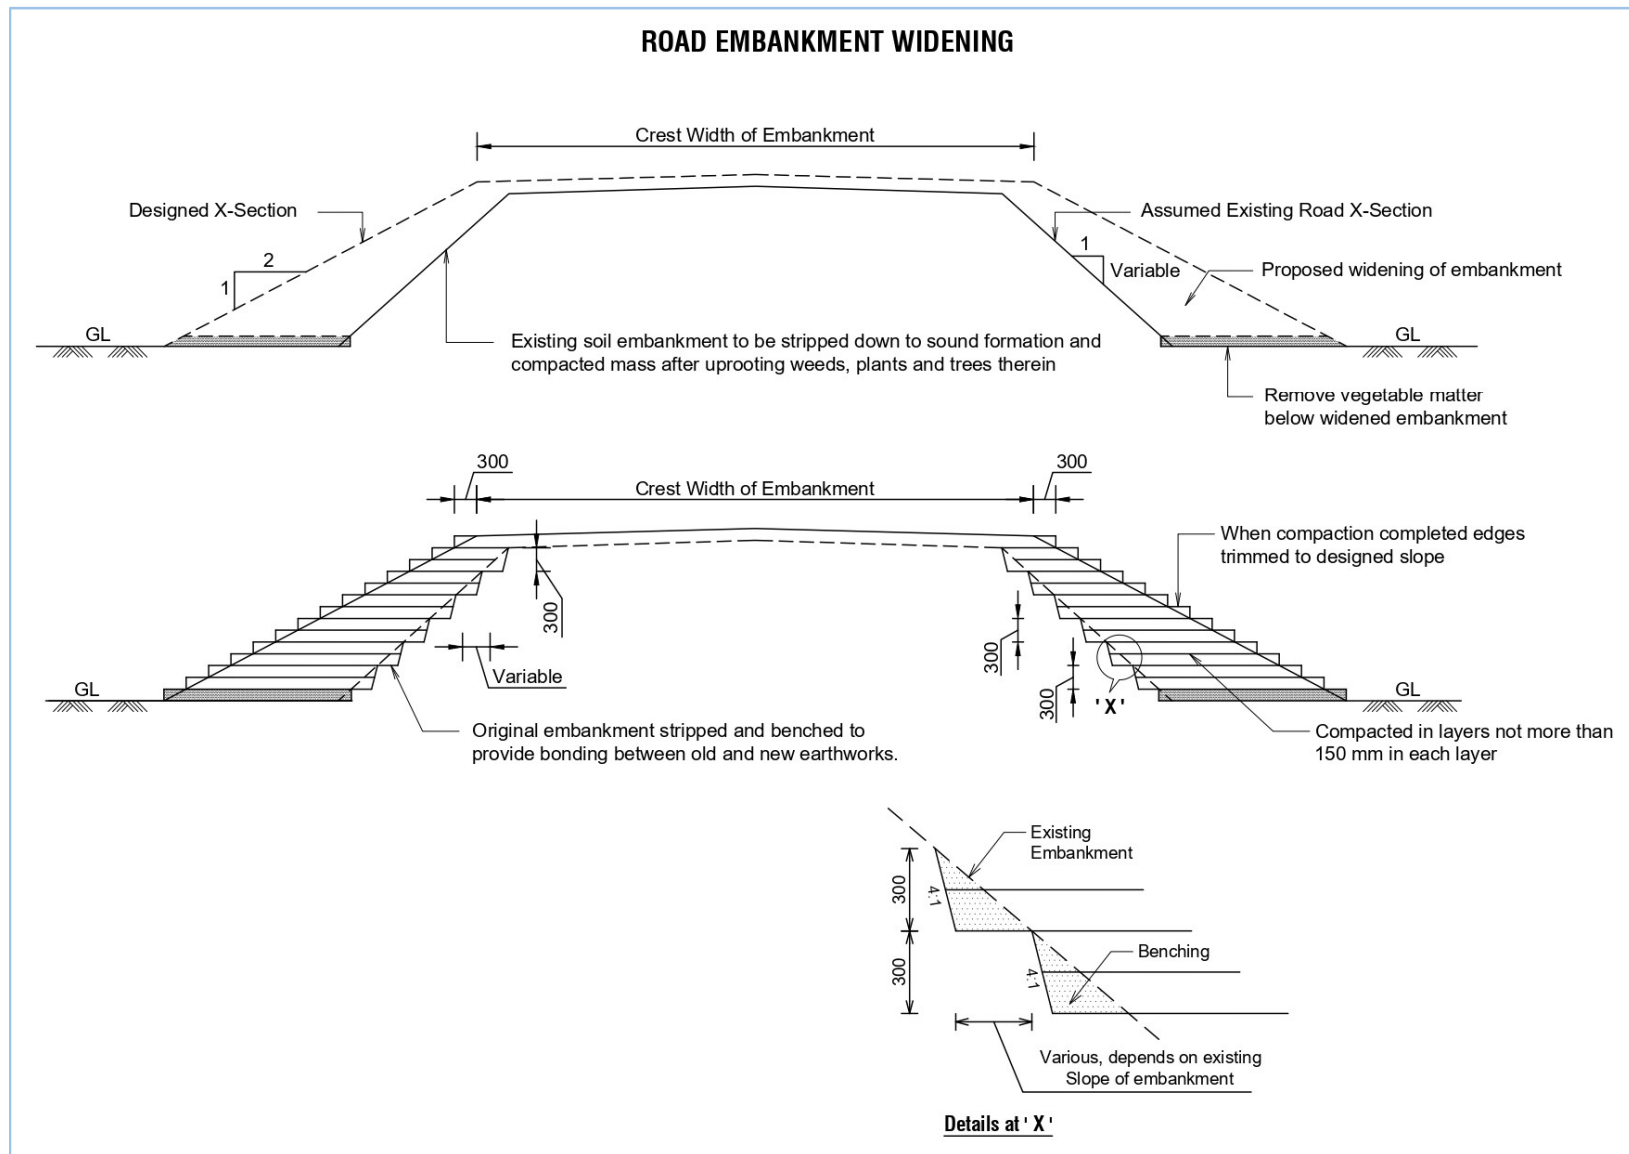 ROAD EMBANKMENT WIDENING
Crest Width of Embankment
Designed X-Section
Assumed Existing Road X-Section
2
1
1
Variable
Proposed widening of embankment
GL
GL
Existing soil embankment to be stripped down to sound formation and
compacted mass after uprooting weeds, plants and trees therein
Remove vegetable matter
below widened embankment
300
300
Crest Width of Embankment
When compaction completed edges
trimmed to designed slope
300
300
Variable
300
GL
GL
'X'
Original embankment stripped and benched to
provide bonding between old and new earthworks.
Compacted in layers not more than
150 mm in each layer
Existing
Embankment
300
4:1
Benching
300
4:1
Various, depends on existing
Slope of embankment
Details at 'X'